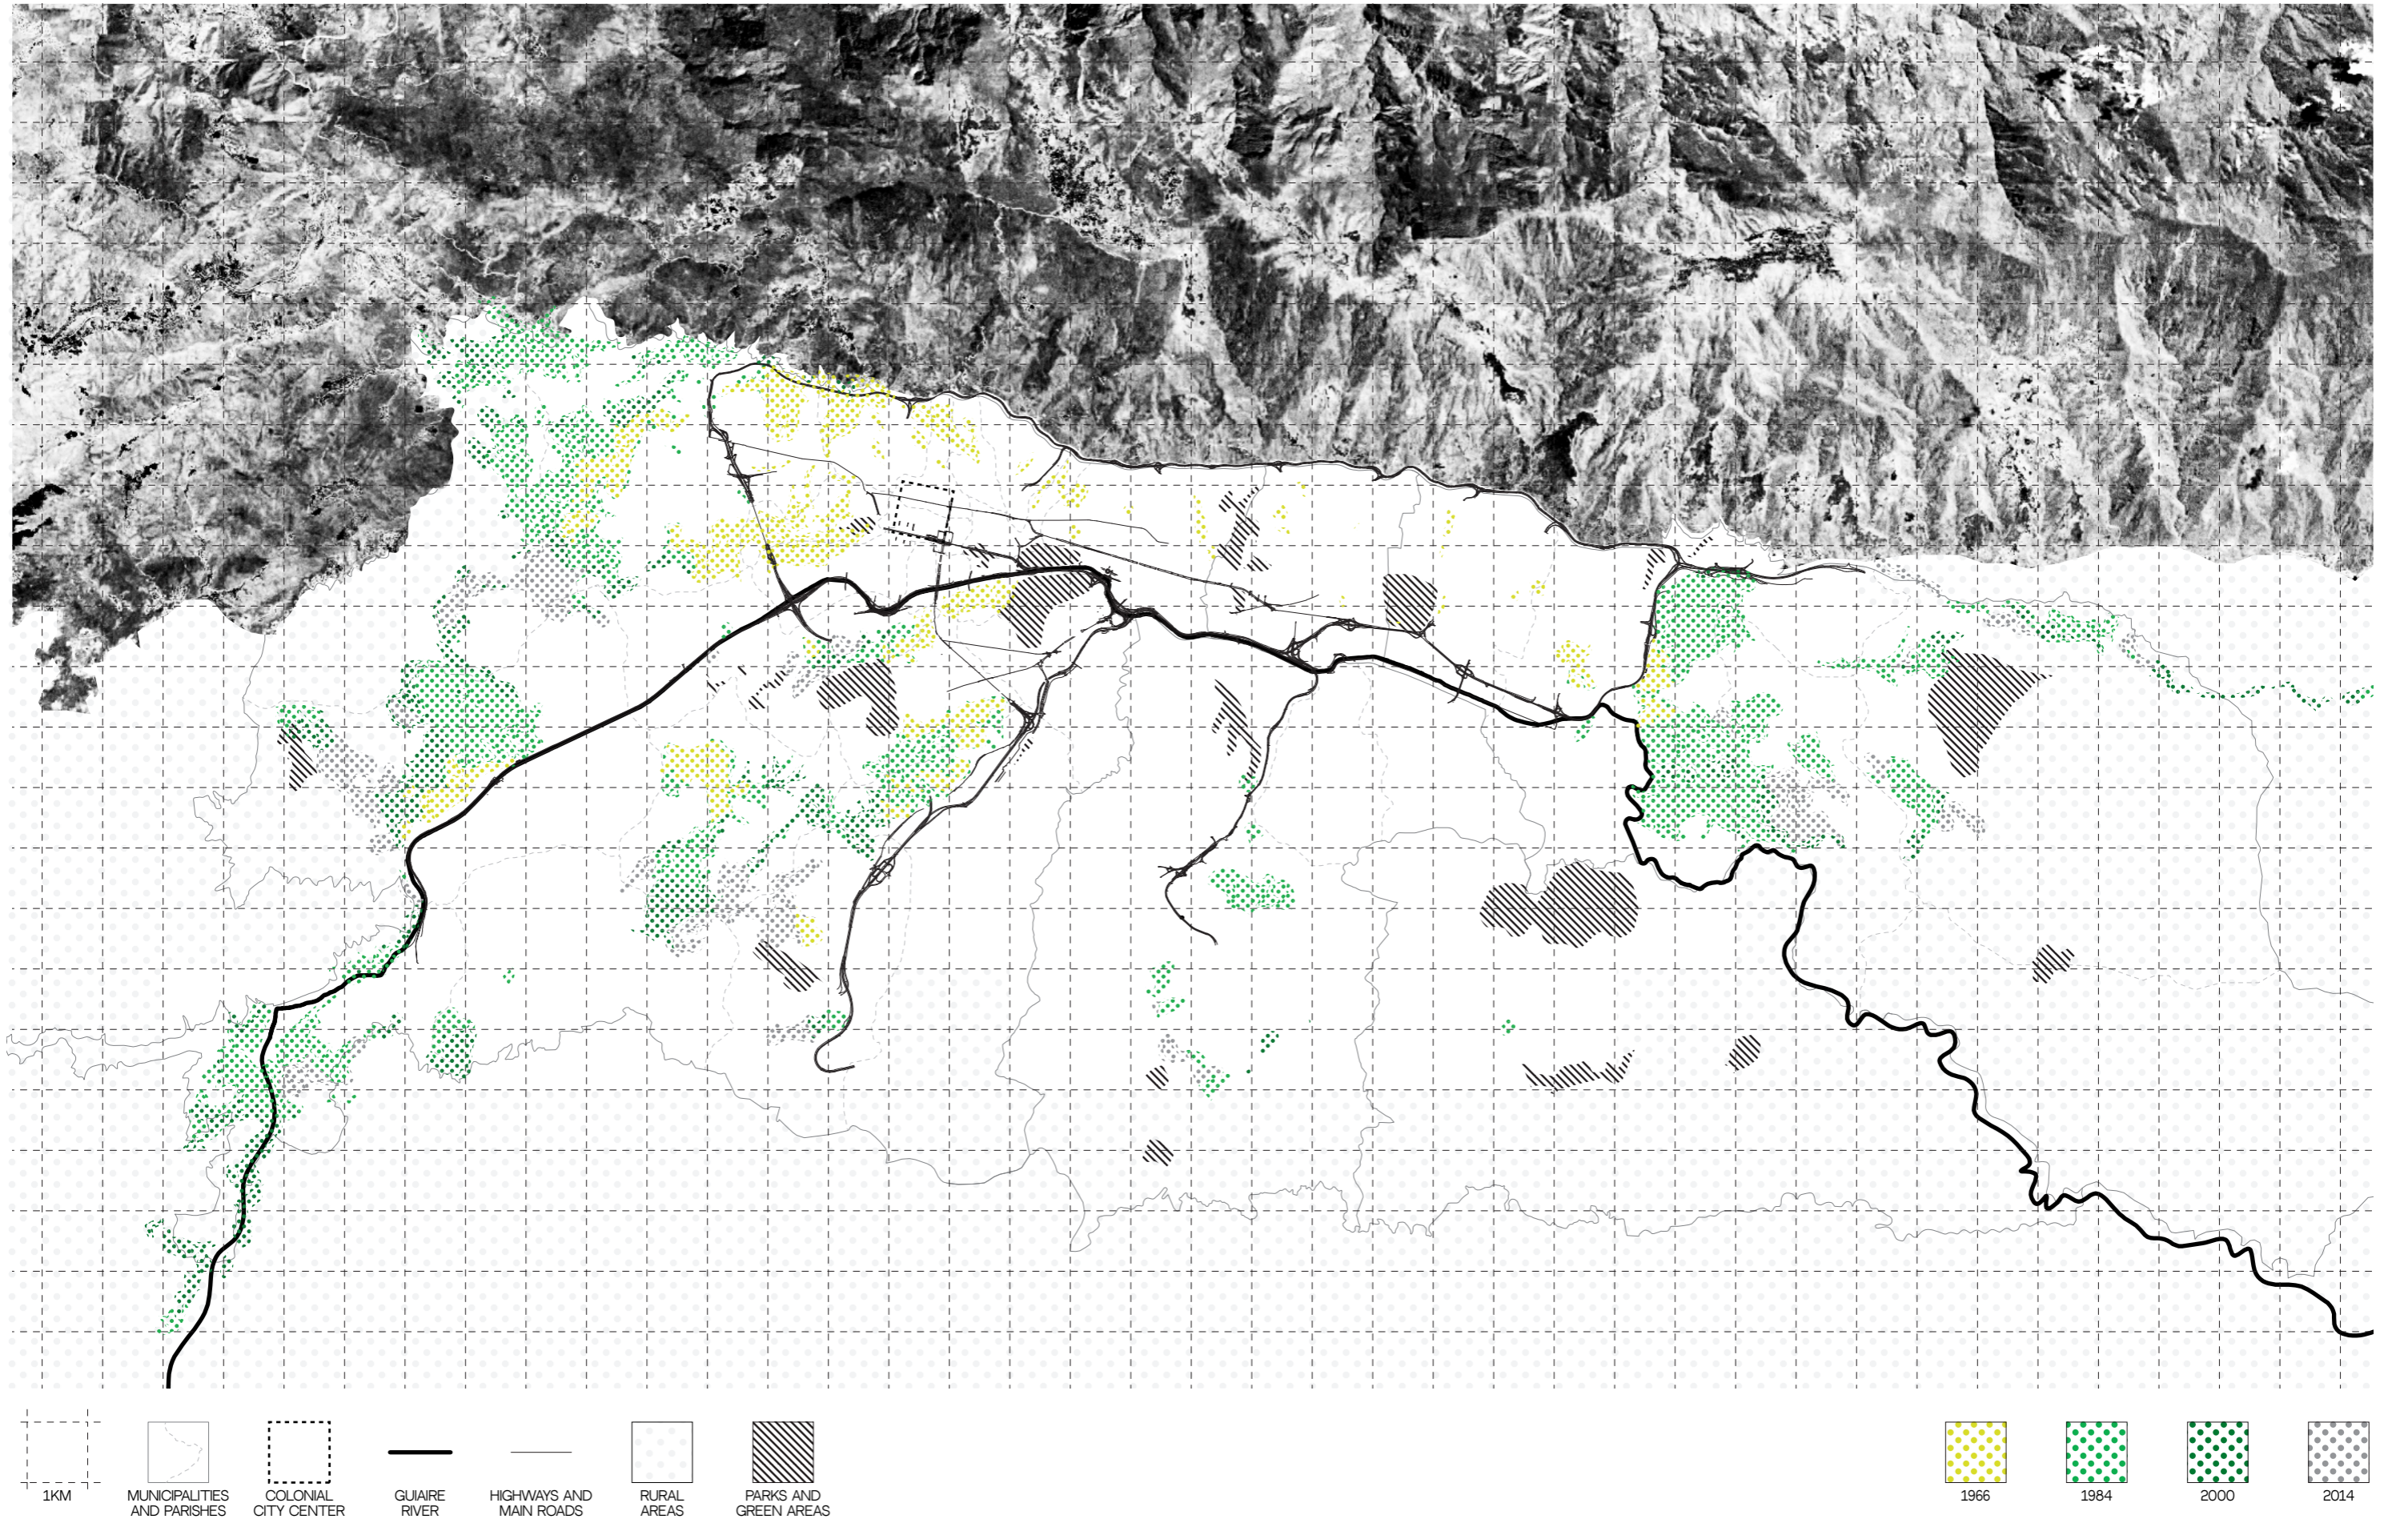 1KM
MUNICIPALITIES
AND PARISHES
COLONIAL
CITY CENTER
GUIAIRE
RIVER
HIGHWAYS AND
MAIN ROADS
RURAL
AREAS
PARKS AND
GREEN AREAS
1966
1984
2000
2014